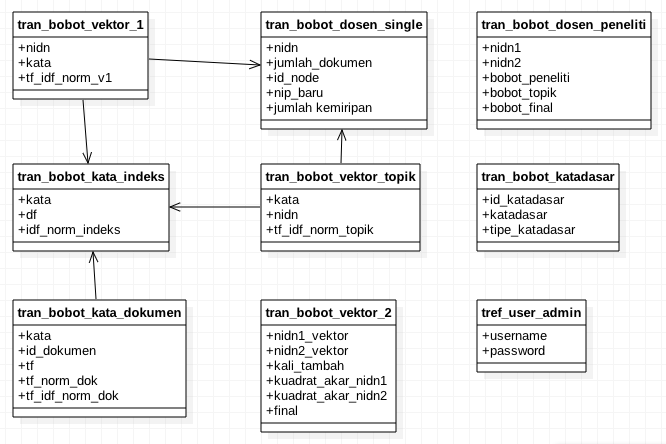 tran_bobot_vektor_1
+nidn
+kata
+tf_idf_norm_v1
tran_bobot_dosen_single
+nidn
+jumlah_dokumen
+id_node
+nip_baru
+jumlah kemiripan
tran_bobot_dosen_peneliti
+nidn1
+nidn2
+bobot_peneliti
+bobot_topik
+bobot_final
tran_bobot_kata_indeks
+kata
+df
+idf_norm_indeks
tran_bobot_vektor_topik
+kata
+nidn
+tf_idf_norm_topik
tran_bobot_katadasar
+id_katadasar
+katadasar
+tipe_katadasar
tran_bobot_kata_dokumen
+kata
+id_dokumen
+tf
+tf_norm_dok
+tf_idf_norm_dok
tran_bobot_vektor_2
+nidn1_vektor
+nidn2_vektor
+kali_tambah
+kuadrat_akar_nidn1
+kuadrat_akar_nidn2
+final
tref_user_admin
+username
+password